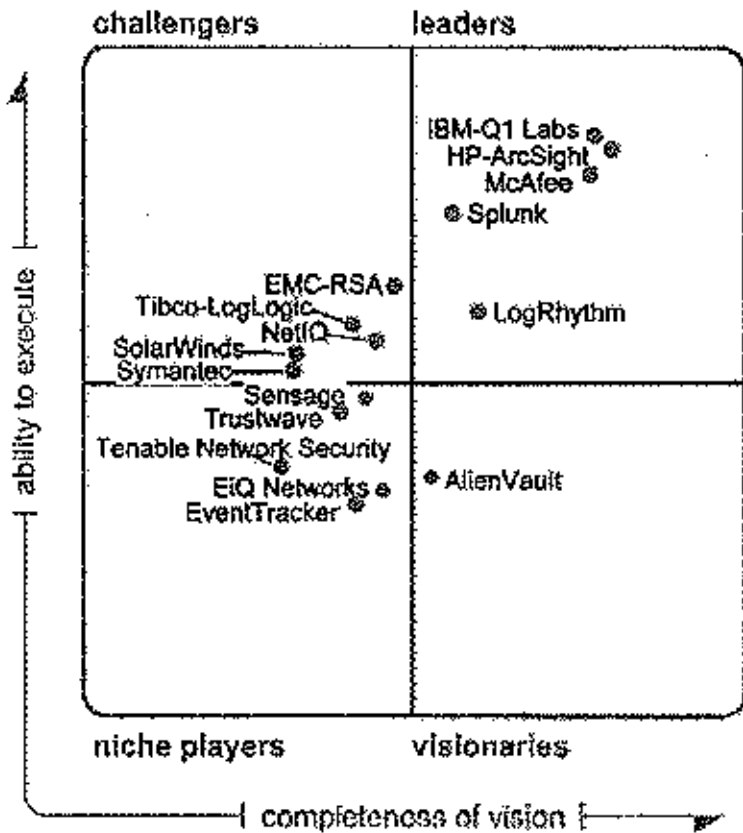 challengers
leaders
IBM-Q1 Labs
HP-ArcSight
McAfee
Splunk
EMC-RSA
Tibco-LogLogic
LogRhythm
NetIQ
SolarWinds
Symantec
Sensage
Trustwave
Tenable Network Security
EiQ Networks
AlienVault
EventTracker
niche players
visionaries
ability to execute
completeness of vision